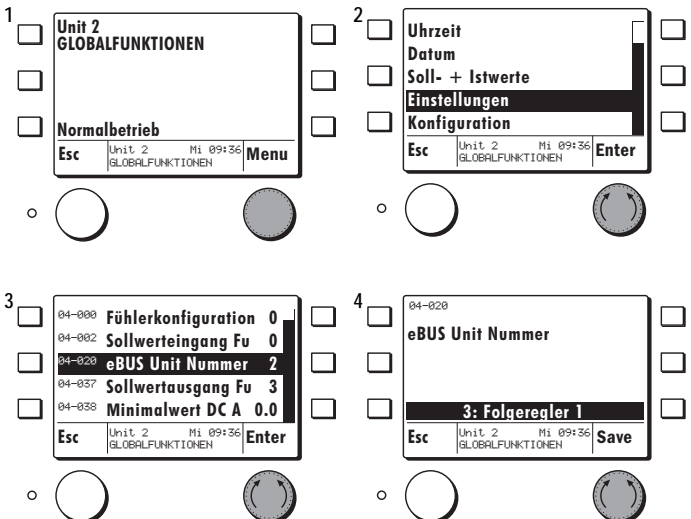 1
Unit 2
GLOBALFUNKTIONEN
Normalbetrieb
Esc
Unit 2 Mi 09:36
GLOBALFUNKTIONEN
Menu
2
Uhrzeit
Datum
Soll- + Istwerte
Einstellungen
Konfiguration
Esc
Unit 2 Mi 09:36
GLOBALFUNKTIONEN
Enter
3
04-000 Fühlerkonfiguration 0
04-002 Sollwerteingang Fu 0
04-020 eBUS Unit Nummer 2
04-037 Sollwertausgang Fu 3
04-038 Minimalwert DC A 0.0
Esc
Unit 2 Mi 09:36
GLOBALFUNKTIONEN
Enter
4
04-020
eBUS Unit Nummer
3: Folgeregler 1
Esc
Unit 2 Mi 09:36
GLOBALFUNKTIONEN
Save